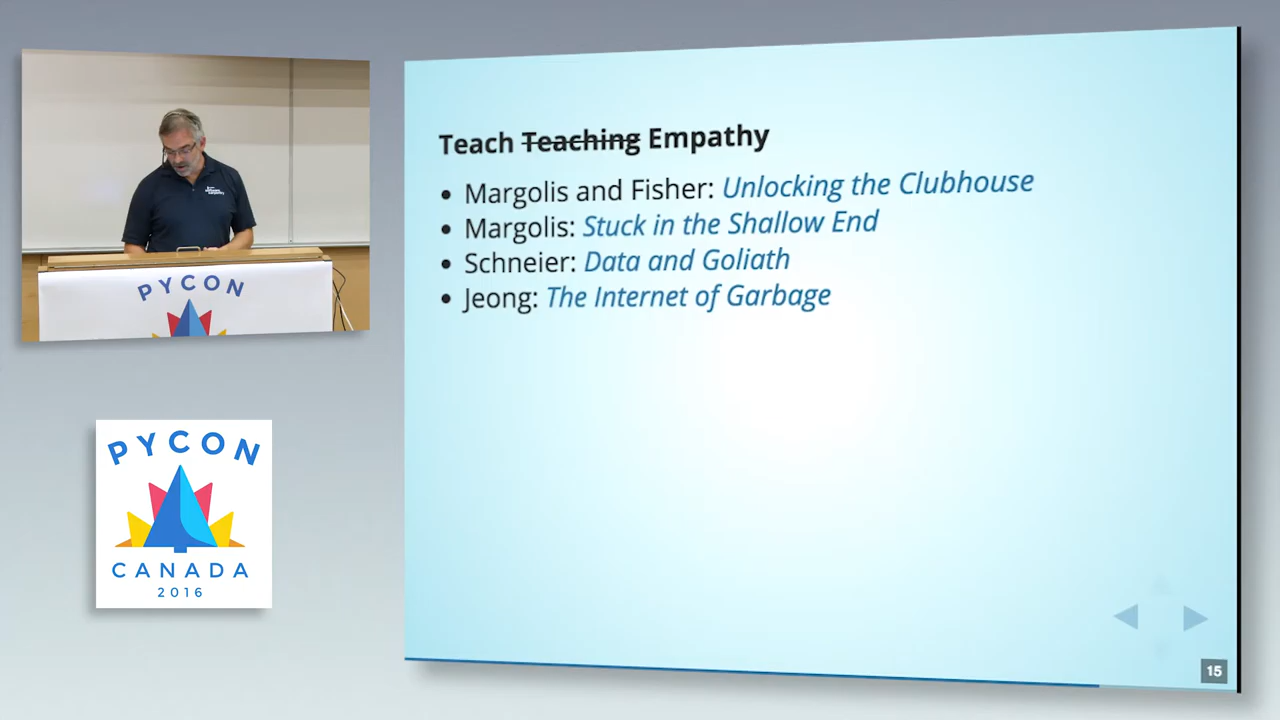 Teach Teaching Empathy
Margolis and Fisher: Unlocking the Clubhouse
Margolis: Stuck in the Shallow End
Schneier: Data and Goliath
Jeong: The Internet of Garbage
15
PYCON
PYCON
CANADA
2016